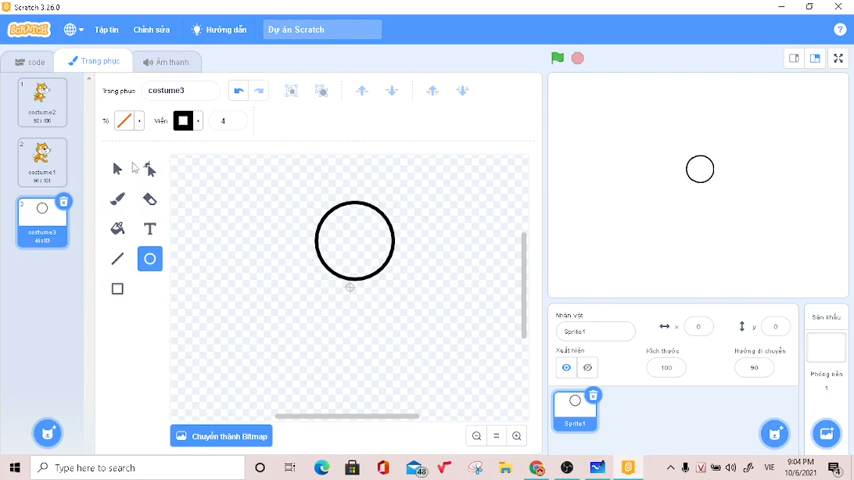 Scratch 3.26.0
SCRATCH
Tập tin
Chỉnh sửa
Hướng dẫn
Dự án Scratch
?
code
Trang phục
Âm thanh
1
costume2
2
costume1
3
costume3
Trang phục
costume3
Tô
Viền
4
T
Chuyển thành Bitmap
Nhân vật
Sprite1
x
0
y
0
Xuất hiện
Kích thước
Hướng di chuyển
100
90
Sprite1
Sân khấu
Phông nền
1
Type here to search
48
VIE
9:04 PM
10/6/2021
4